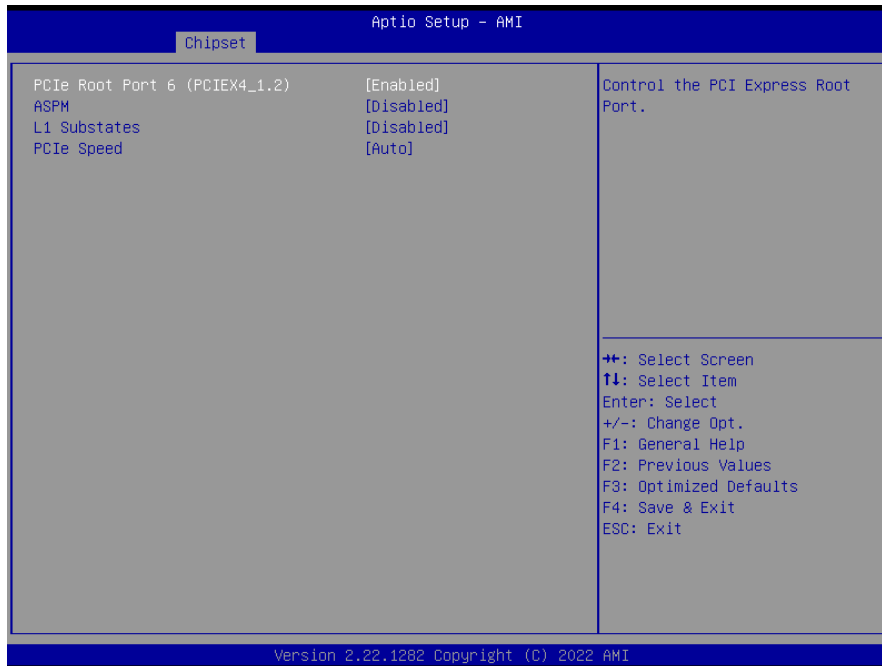 Aptio Setup – AMI
Chipset
PCIe Root Port 6 (PCIEX4_1.2) [Enabled]
ASPM [Disabled]
L1 Substates [Disabled]
PCIe Speed [Auto]
Control the PCI Express Root
Port.
→←: Select Screen
↑↓: Select Item
Enter: Select
+/-: Change Opt.
F1: General Help
F2: Previous Values
F3: Optimized Defaults
F4: Save & Exit
ESC: Exit
Version 2.22.1282 Copyright (C) 2022 AMI